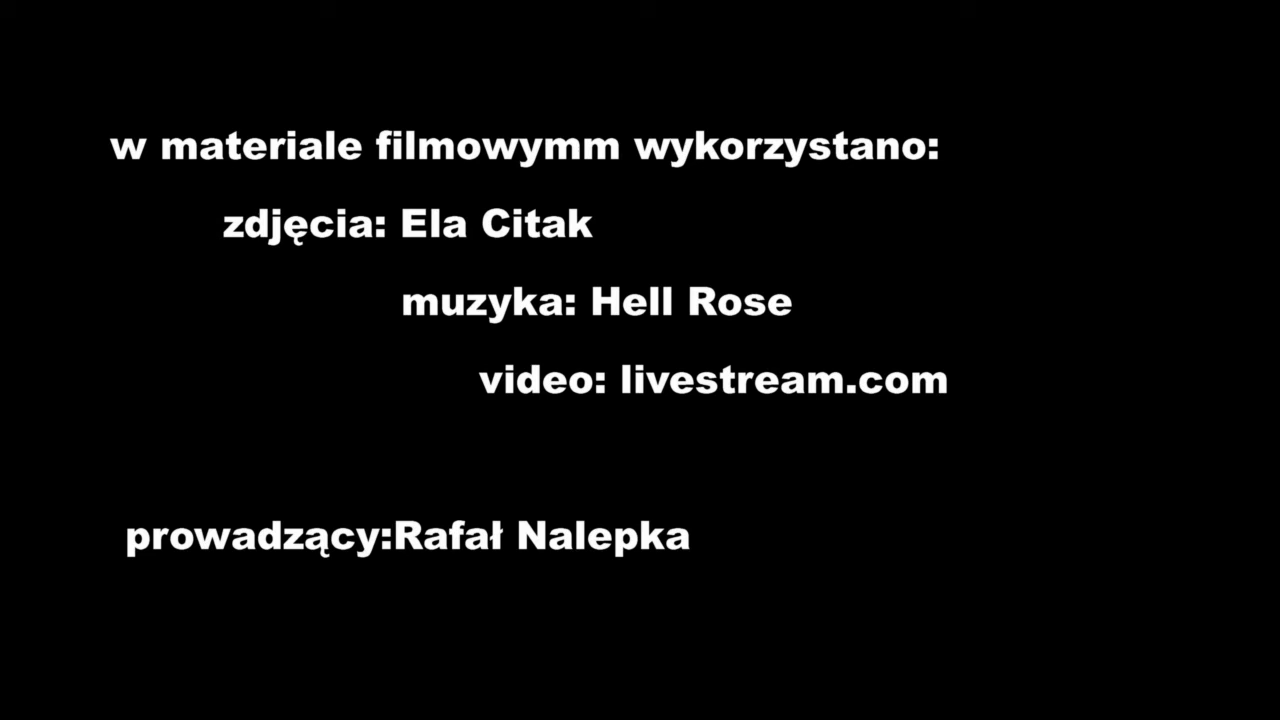 w materiale filmowymm wykorzystano:
zdjęcia: Ela Citak
muzyka: Hell Rose
video: livestream.com
prowadzący:Rafał Nalepka